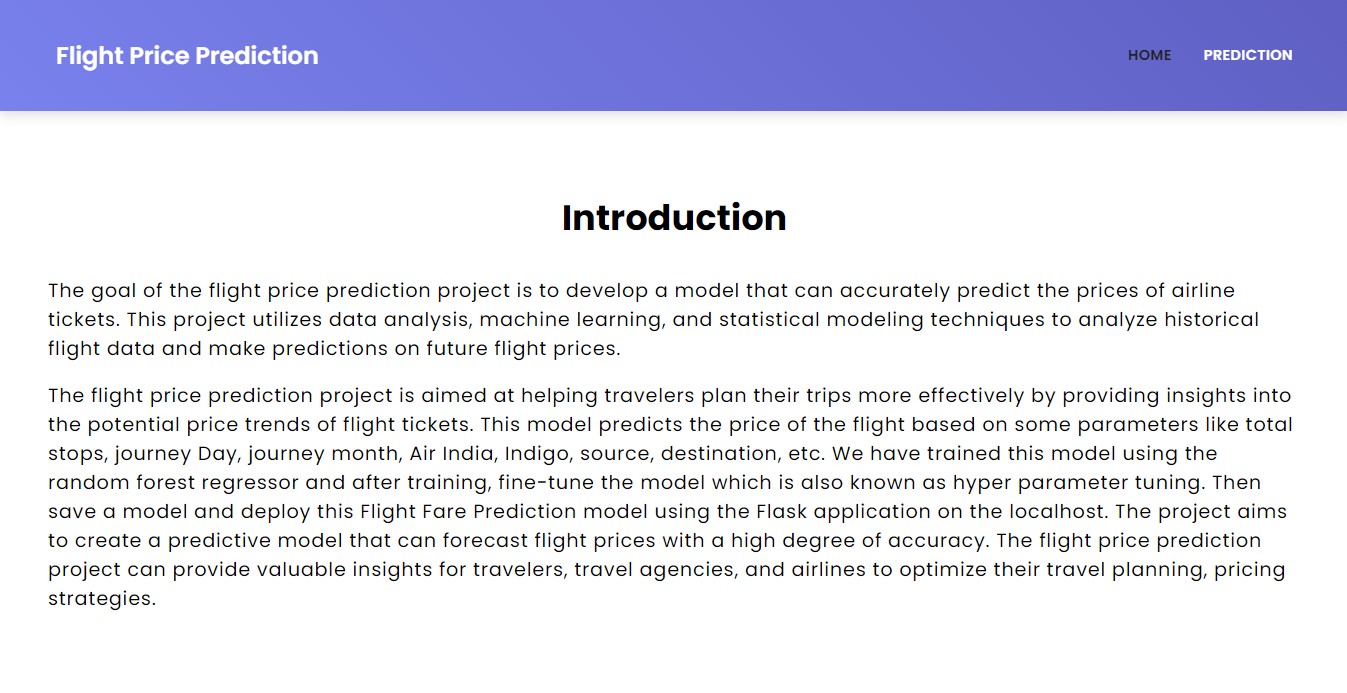 Flight Price Prediction
HOME
PREDICTION
Introduction
The goal of the flight price prediction project is to develop a model that can accurately predict the prices of airline
tickets. This project utilizes data analysis, machine learning, and statistical modeling techniques to analyze historical
flight data and make predictions on future flight prices.
The flight price prediction project is aimed at helping travelers plan their trips more effectively by providing insights into
the potential price trends of flight tickets. This model predicts the price of the flight based on some parameters like total
stops, journey Day, journey month, Air India, Indigo, source, destination, etc. We have trained this model using the
random forest regressor and after training, fine-tune the model which is also known as hyper parameter tuning. Then
save a model and deploy this Flight Fare Prediction model using the Flask application on the localhost. The project aims
to create a predictive model that can forecast flight prices with a high degree of accuracy. The flight price prediction
project can provide valuable insights for travelers, travel agencies, and airlines to optimize their travel planning, pricing
strategies.